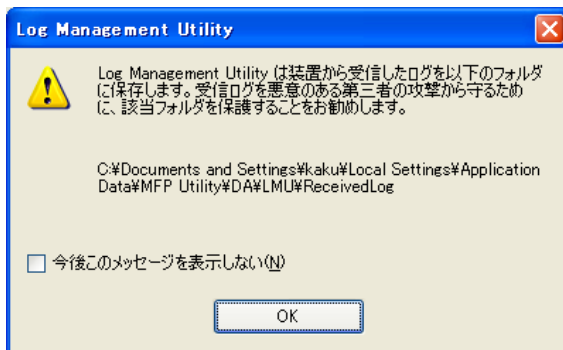 Log Management Utility
Log Management Utility は装置から受信したログを以下のフォルダ
に保存します。受信ログを悪意のある第三者の攻撃から守るため
に、該当フォルダを保護することをお勧めします。
C:¥Documents and Settings¥kaku¥Local Settings¥Application
Data¥MFP Utility¥DA¥LMU¥ReceivedLog
今後このメッセージを表示しない(N)
OK